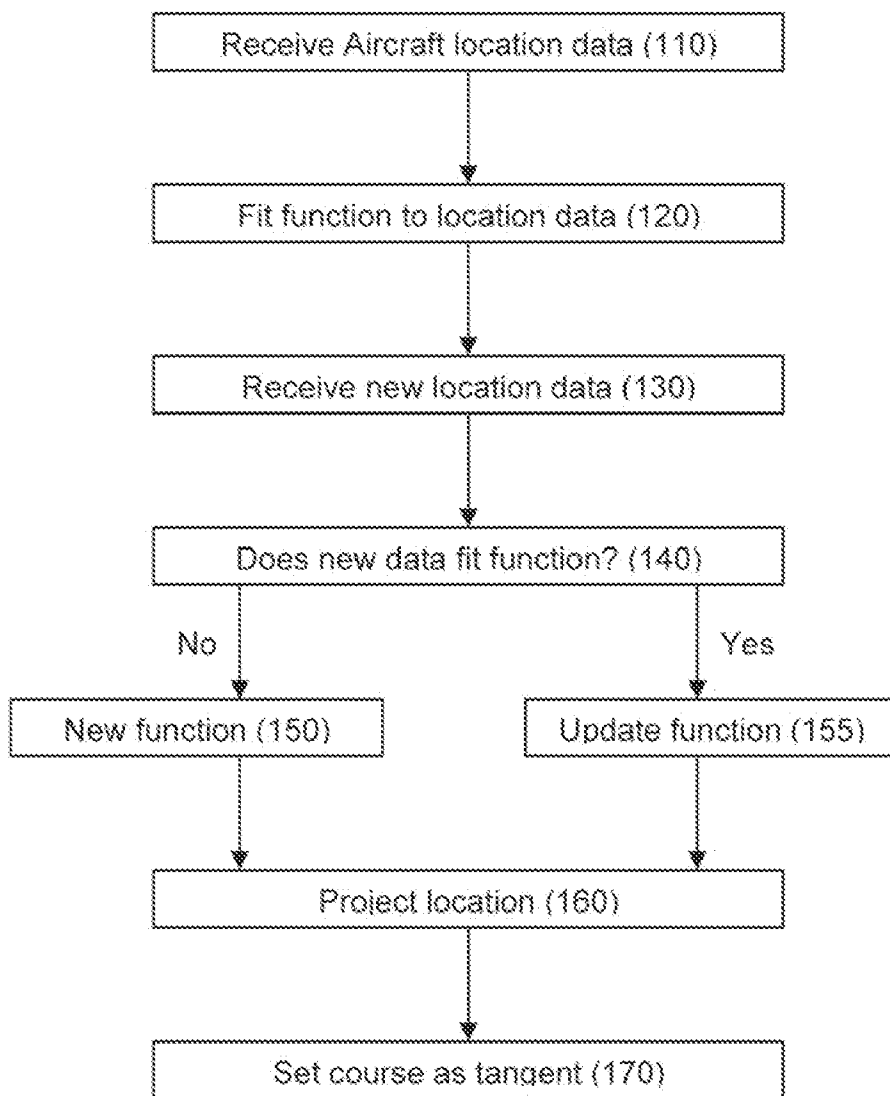 Receive Aircraft location data (110)
Fit function to location data (120)
Receive new location data (130)
Does new data fit function? (140)
No
Yes
New function (150)
Update function (155)
Project location (160)
Set course as tangent (170)